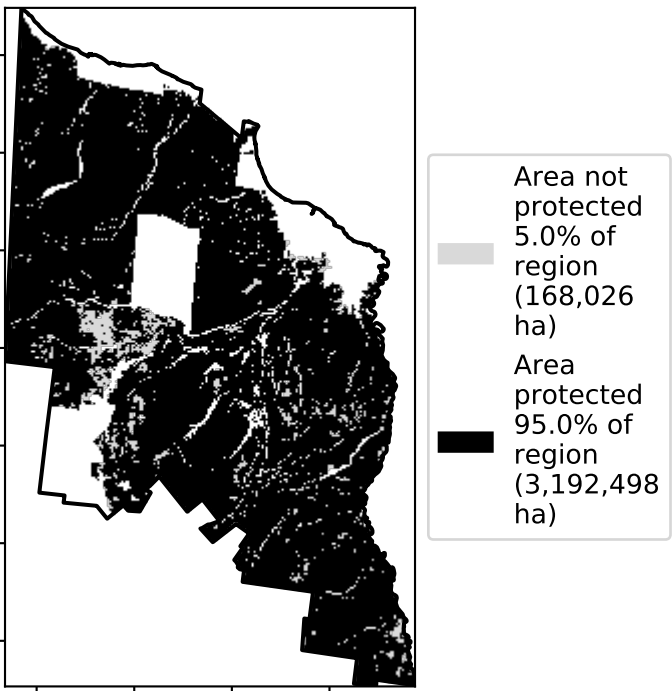 Area not
protected
5.0% of
region
(168,026
ha)
Area
protected
95.0% of
region
(3,192,498
ha)